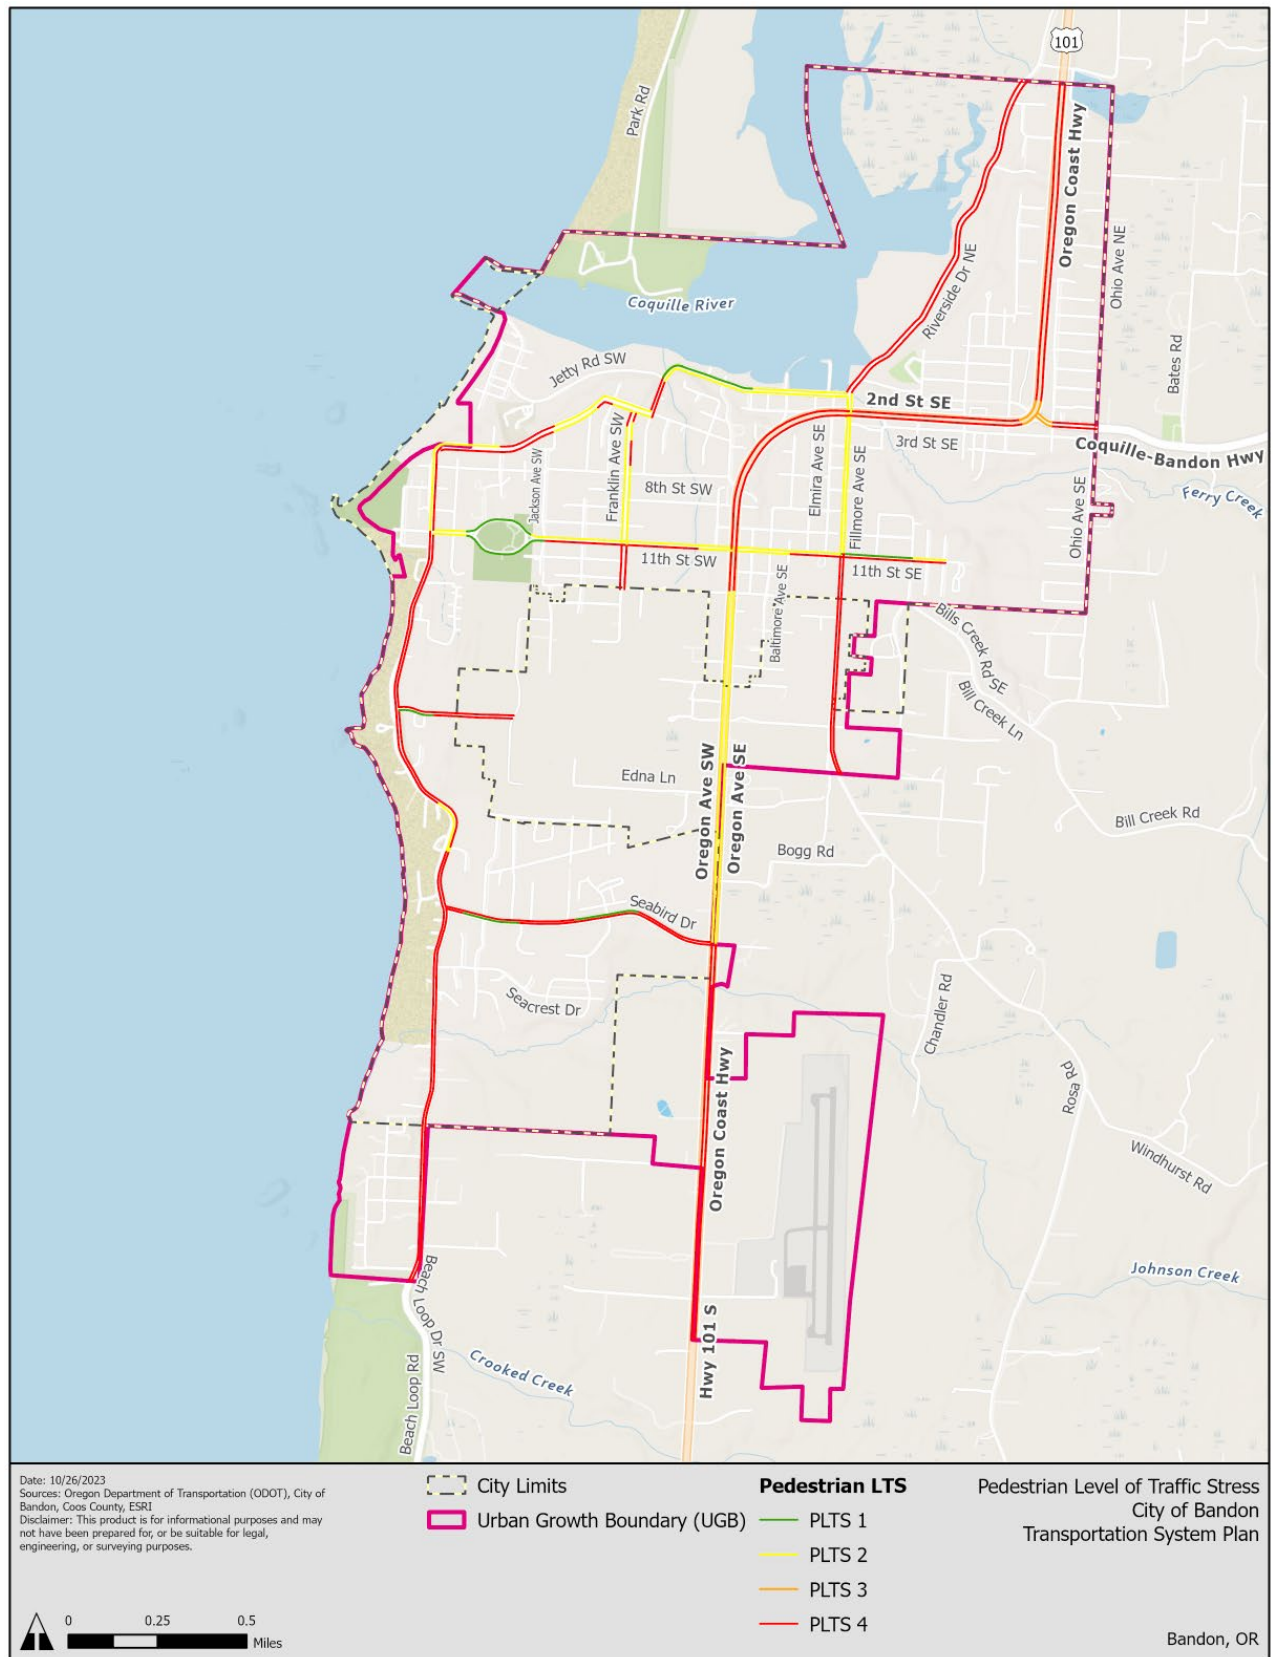 101
Park Rd
Oregon Coast Hwy
Ohio Ave NE
Riverside Dr NE
Coquille River
Bates Rd
Jetty Rd SW
2nd St SE
3rd St SE
Coquille-Bandon Hwy
Franklin Ave SW
Jackson Ave SW
Elmira Ave SE
Fillmore Ave SE
8th St SW
Ferry Creek
Ohio Ave SE
11th St SW
11th St SE
Baltimore Ave SE
Bills Creek Rd SE
Bill Creek Ln
Edna Ln
Oregon Ave SW
Oregon Ave SE
Bill Creek Rd
Bogg Rd
Seabird Dr
Seacrest Dr
Chandler Rd
Rosa Rd
Oregon Coast Hwy
Windhurst Rd
Johnson Creek
Beach Loop Dr SW
Hwy 101 S
Crooked Creek
Beach Loop Rd
Date: 10/26/2023
Sources: Oregon Department of Transportation (ODOT), City of
Bandon, Coos County, ESRI
Disclaimer: This product is for informational purposes and may
not have been prepared for, or be suitable for legal,
engineering, or surveying purposes.
0 0.25 0.5
Miles
City Limits
Urban Growth Boundary (UGB)
Pedestrian LTS
PLTS 1
PLTS 2
PLTS 3
PLTS 4
Pedestrian Level of Traffic Stress
City of Bandon
Transportation System Plan
Bandon, OR